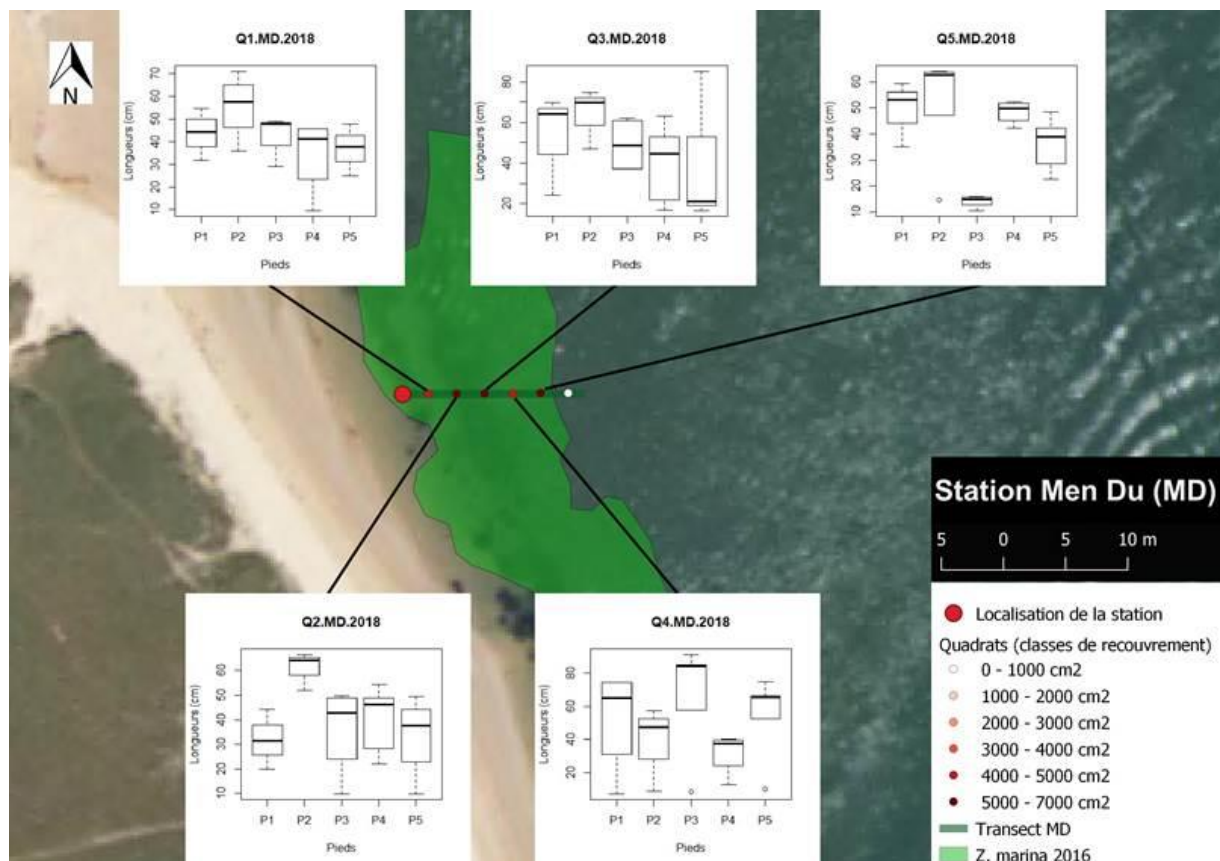 N
Q1.MD.2018
Longueurs (cm)
70
60
50
40
30
20
10
P1 P2 P3 P4 P5
Pieds
Q3.MD.2018
Longueurs (cm)
80
60
40
20
P1 P2 P3 P4 P5
Pieds
Q5.MD.2018
Longueurs (cm)
60
50
40
30
20
10
P1 P2 P3 P4 P5
Pieds
Q2.MD.2018
Longueurs (cm)
60
50
40
30
20
10
P1 P2 P3 P4 P5
Pieds
Q4.MD.2018
Longueurs (cm)
80
60
40
20
P1 P2 P3 P4 P5
Pieds
Station Men Du (MD)
5 0 5 10 m
Localisation de la station
Quadrats (classes de recouvrement)
0 - 1000 cm2
1000 - 2000 cm2
2000 - 3000 cm2
3000 - 4000 cm2
4000 - 5000 cm2
5000 - 7000 cm2
Transect MD
Z. marina 2016